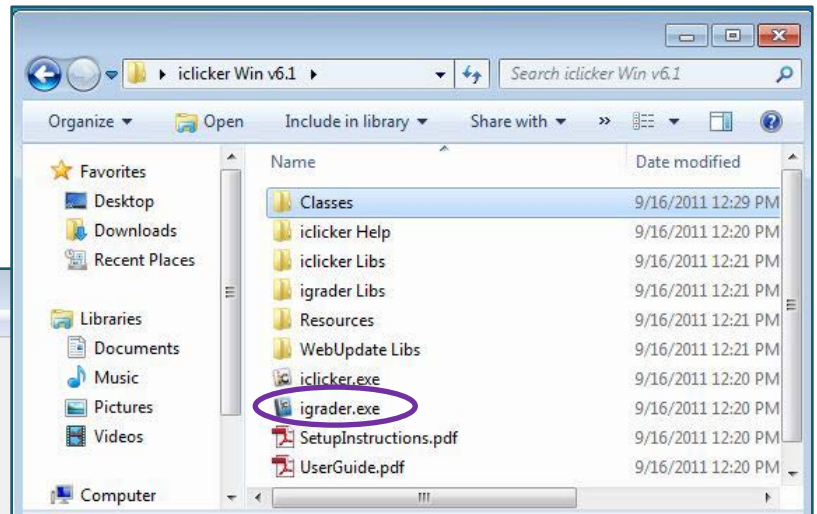 iclicker Win v6.1
Search iclicker Win v6.1
Organize
Open
Include in library
Share with
»
Favorites
Desktop
Downloads
Recent Places
Libraries
Documents
Music
Pictures
Videos
Computer
Name Date modified
Classes 9/16/2011 12:29 PM
iclicker Help 9/16/2011 12:20 PM
iclicker Libs 9/16/2011 12:21 PM
igrader Libs 9/16/2011 12:21 PM
Resources 9/16/2011 12:21 PM
WebUpdate Libs 9/16/2011 12:21 PM
iclicker.exe 9/16/2011 12:20 PM
igrader.exe 9/16/2011 12:20 PM
SetupInstructions.pdf 9/16/2011 12:20 PM
UserGuide.pdf 9/16/2011 12:20 PM